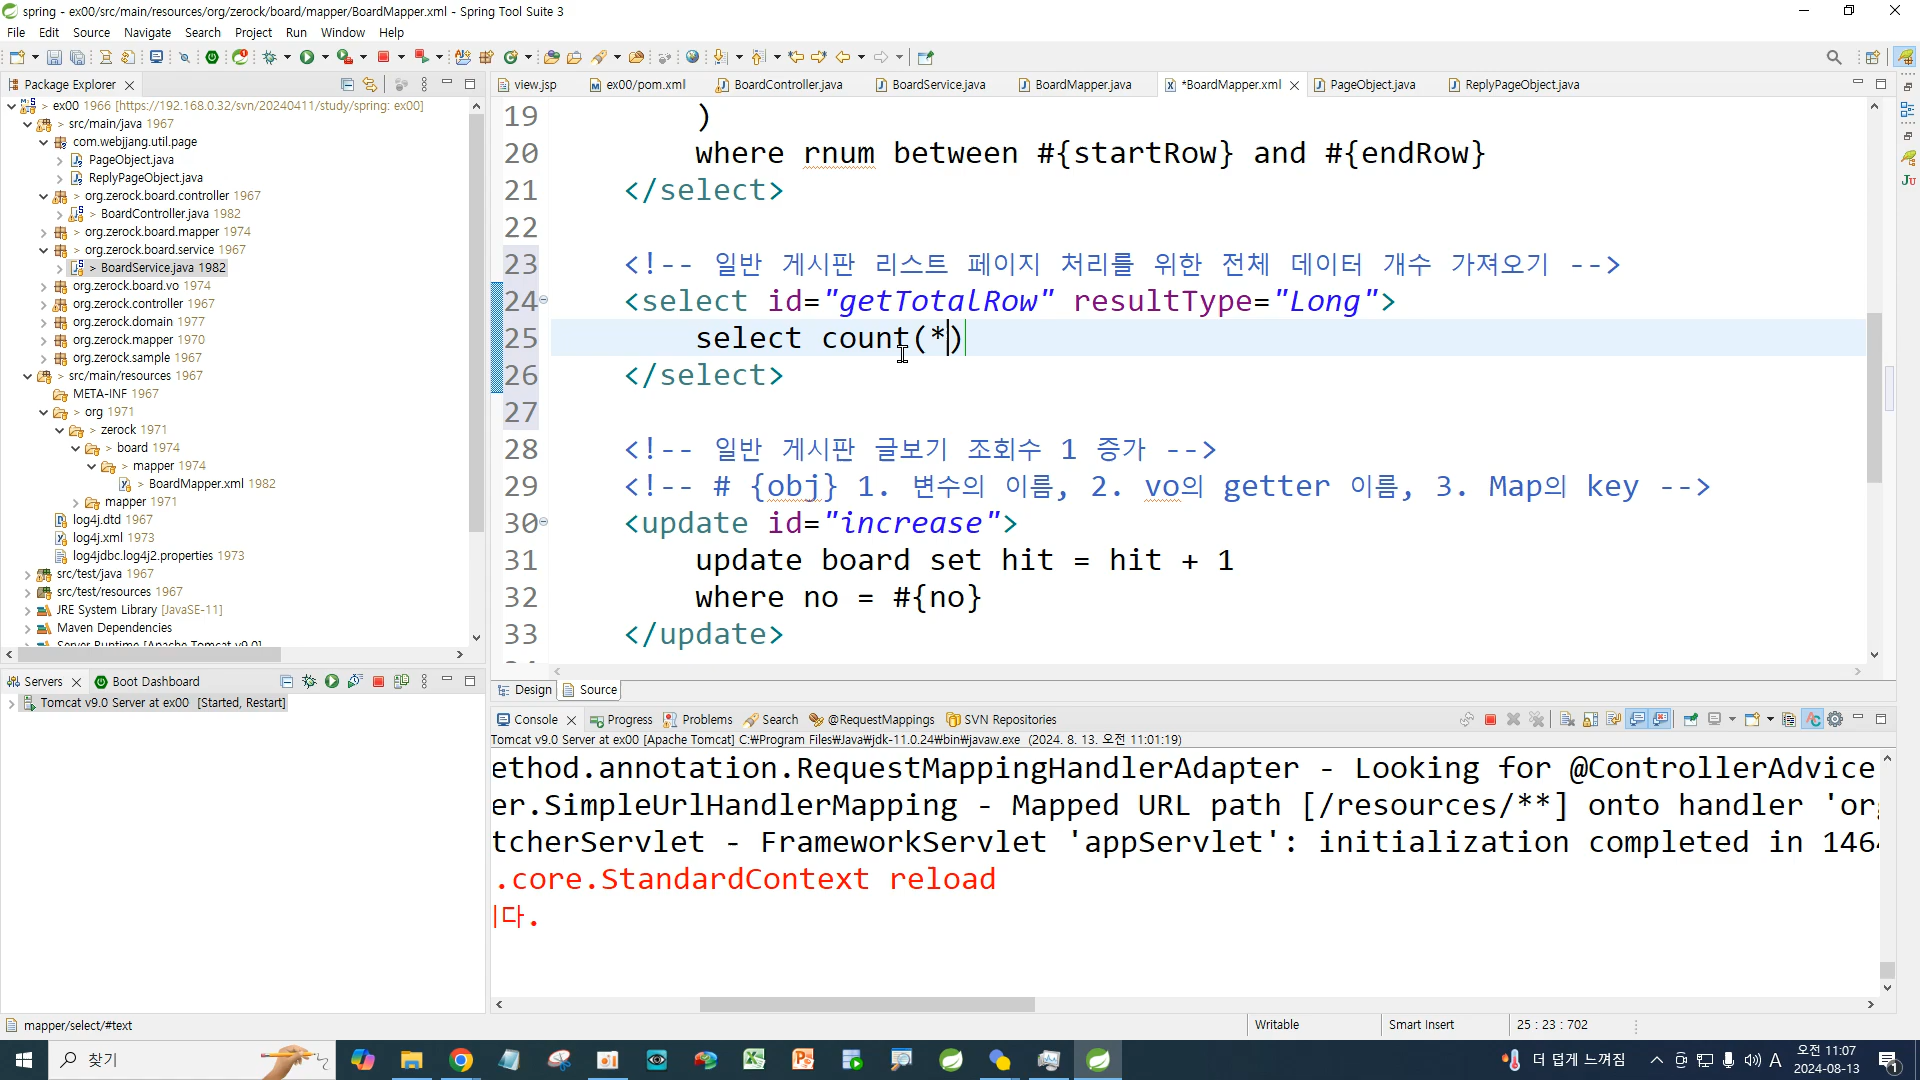 spring - ex00/src/main/resources/org/zerock/board/mapper/BoardMapper.xml - Spring Tool Suite 3
File Edit Source Navigate Search Project Run Window Help
Package Explorer
view.jsp ex00/pom.xml BoardController.java BoardService.java BoardMapper.java *BoardMapper.xml PageObject.java ReplyPageObject.java
> ex00 1966 [https://192.168.0.32/svn/20240411/study/spring: ex00]
> src/main/java 1967
com.webjjang.util.page
PageObject.java
ReplyPageObject.java
> org.zerock.board.controller 1967
> BoardController.java 1982
> org.zerock.board.mapper 1974
> org.zerock.board.service 1967
> BoardService.java 1982
org.zerock.board.vo 1974
org.zerock.controller 1967
org.zerock.domain 1977
org.zerock.mapper 1970
org.zerock.sample 1967
> src/main/resources 1967
META-INF 1967
> org 1971
> zerock 1971
> board 1974
> mapper 1974
> BoardMapper.xml 1982
mapper 1971
log4j.dtd 1967
log4j.xml 1973
log4jdbc.log4j2.properties 1973
src/test/java 1967
src/test/resources 1967
JRE System Library [JavaSE-11]
Maven Dependencies
Server Runtime [Apache Tomcat v9.0]
19 )
20 where rnum between #{startRow} and #{endRow}
21 </select>
22
23 <!-- 일반 게시판 리스트 페이지 처리를 위한 전체 데이터 개수 가져오기 -->
24 <select id="getTotalRow" resultType="Long">
25 select count(*)
26 </select>
27
28 <!-- 일반 게시판 글보기 조회수 1 증가 -->
29 <!-- # {obj} 1. 변수의 이름, 2. vo의 getter 이름, 3. Map의 key -->
30 <update id="increase">
31 update board set hit = hit + 1
32 where no = #{no}
33 </update>
Design Source
Servers Boot Dashboard
Tomcat v9.0 Server at ex00 [Started, Restart]
Console Progress Problems Search @RequestMappings SVN Repositories
Tomcat v9.0 Server at ex00 [Apache Tomcat] C:₩Program Files₩Java₩jdk-11.0.24₩bin₩javaw.exe (2024. 8. 13. 오전 11:01:19)
ethod.annotation.RequestMappingHandlerAdapter - Looking for @ControllerAdvice
er.SimpleUrlHandlerMapping - Mapped URL path [/resources/**] onto handler 'or
tcherServlet - FrameworkServlet 'appServlet': initialization completed in 146
.core.StandardContext reload
다.
mapper/select/#text
Writable Smart Insert 25 : 23 : 702
찾기
더 덥게 느껴짐 A 오전 11:07
2024-08-13
1